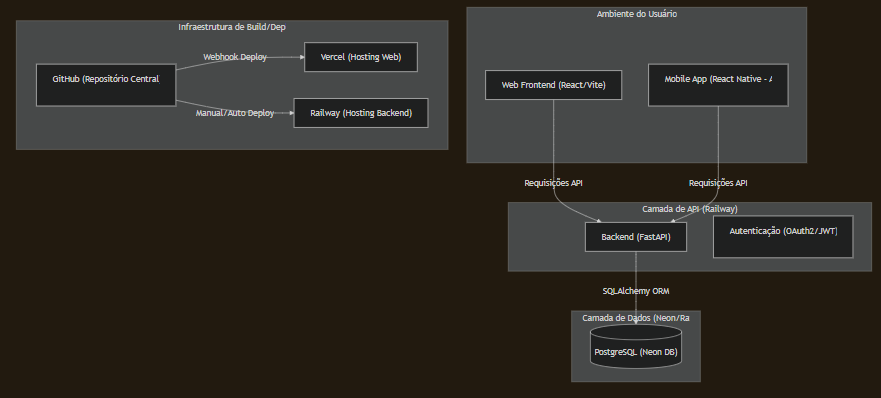 Infraestrutura de Build/Dep
GitHub (Repositório Central
Webhook Deploy
Vercel (Hosting Web)
Manual/Auto Deploy
Railway (Hosting Backend)
Ambiente do Usuário
Web Frontend (React/Vite)
Mobile App (React Native - A
Requisições API
Requisições API
Camada de API (Railway)
Backend (FastAPI)
Autenticação (OAuth2/JWT)
SQLAlchemy ORM
Camada de Dados (Neon/Ra
PostgreSQL (Neon DB)